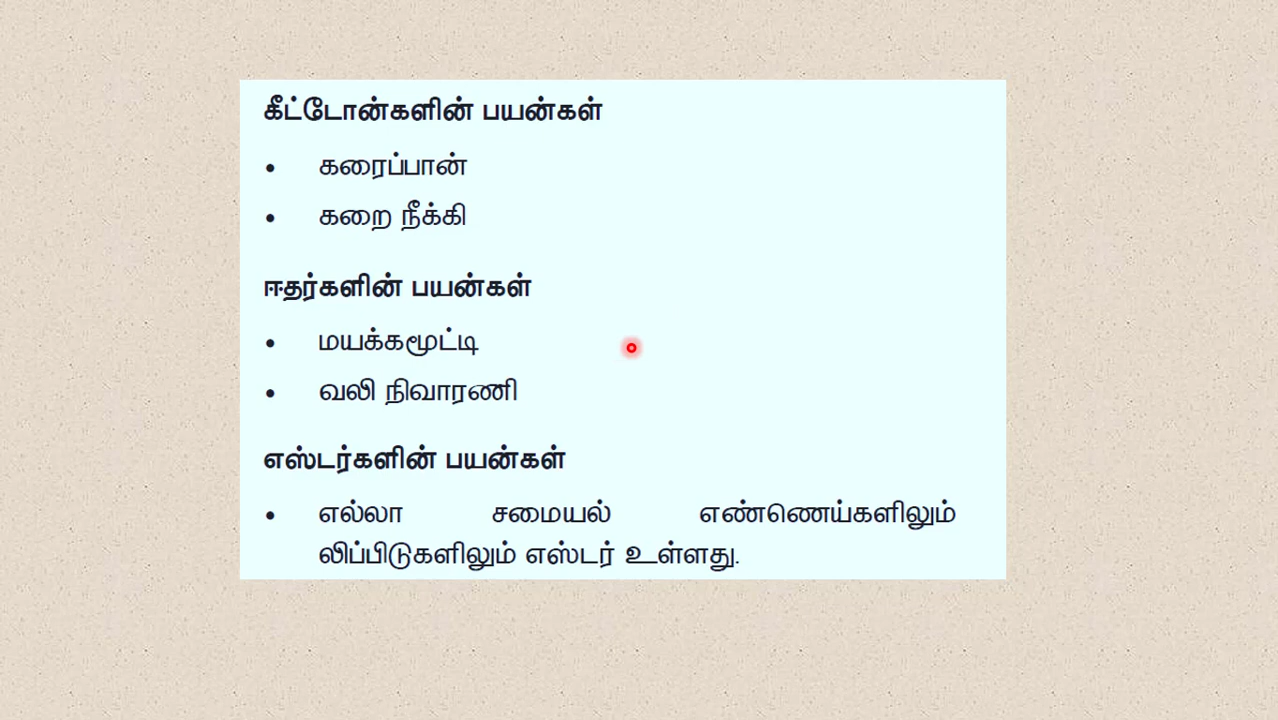 கீட்டோன்களின் பயன்கள்
• கரைப்பான்
• கறை நீக்கி
ஈதர்களின் பயன்கள்
• மயக்கமூட்டி
• வலி நிவாரணி
எஸ்டர்களின் பயன்கள்
• எல்லா சமையல் எண்ணெய்களிலும்
லிப்பிடுகளிலும் எஸ்டர் உள்ளது.